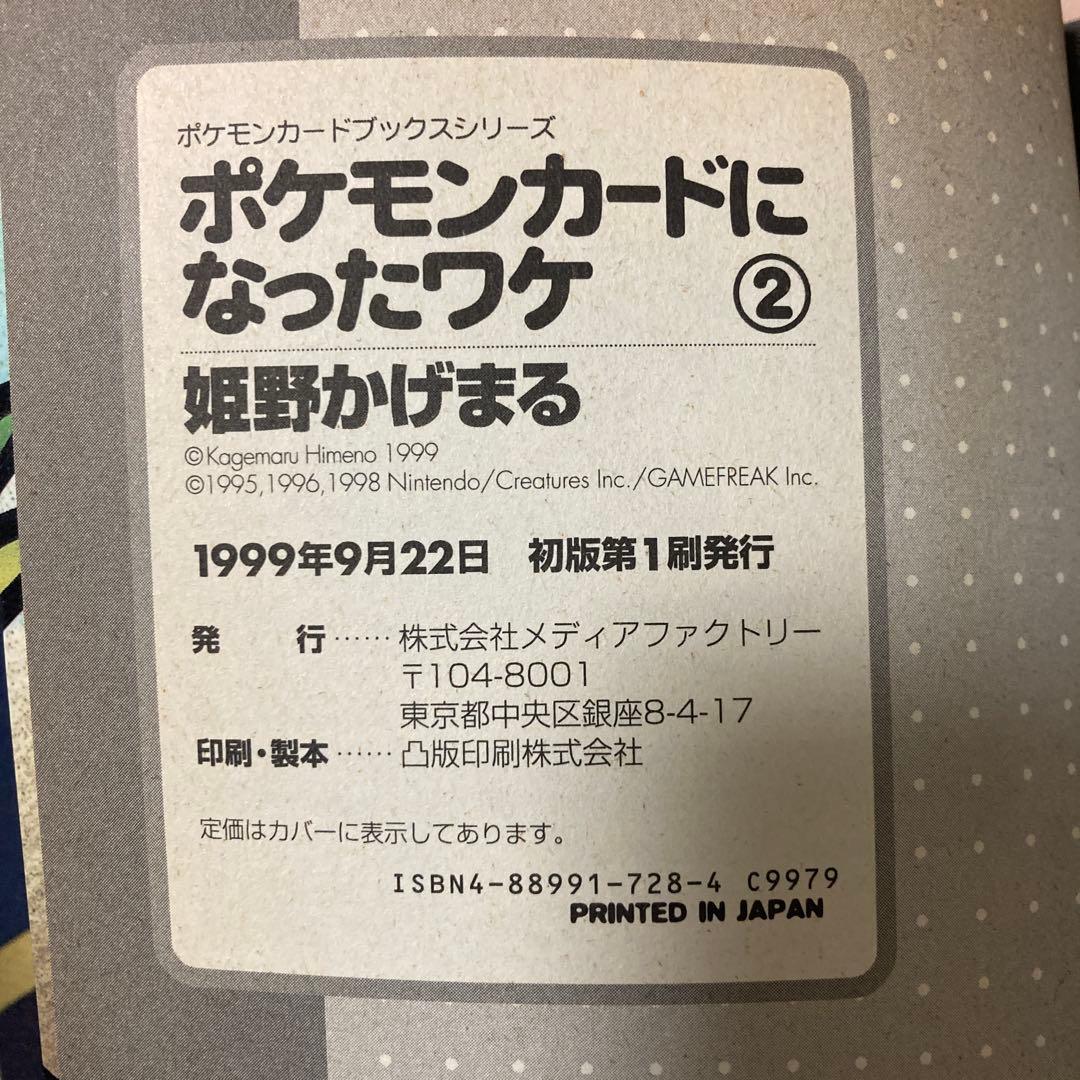 ポケモンカードブックスシリーズ
ポケモンカードに
なったワケ ②
姫野かげまる
©Kagemaru Himeno 1999
©1995,1996,1998 Nintendo/Creatures Inc./GAMEFREAK Inc.
1999年9月22日 初版第1刷発行
発 行……株式会社メディアファクトリー
〒104-8001
東京都中央区銀座8-4-17
印刷・製本……凸版印刷株式会社
定価はカバーに表示してあります。
ISBN4-88991-728-4 C9979
PRINTED IN JAPAN